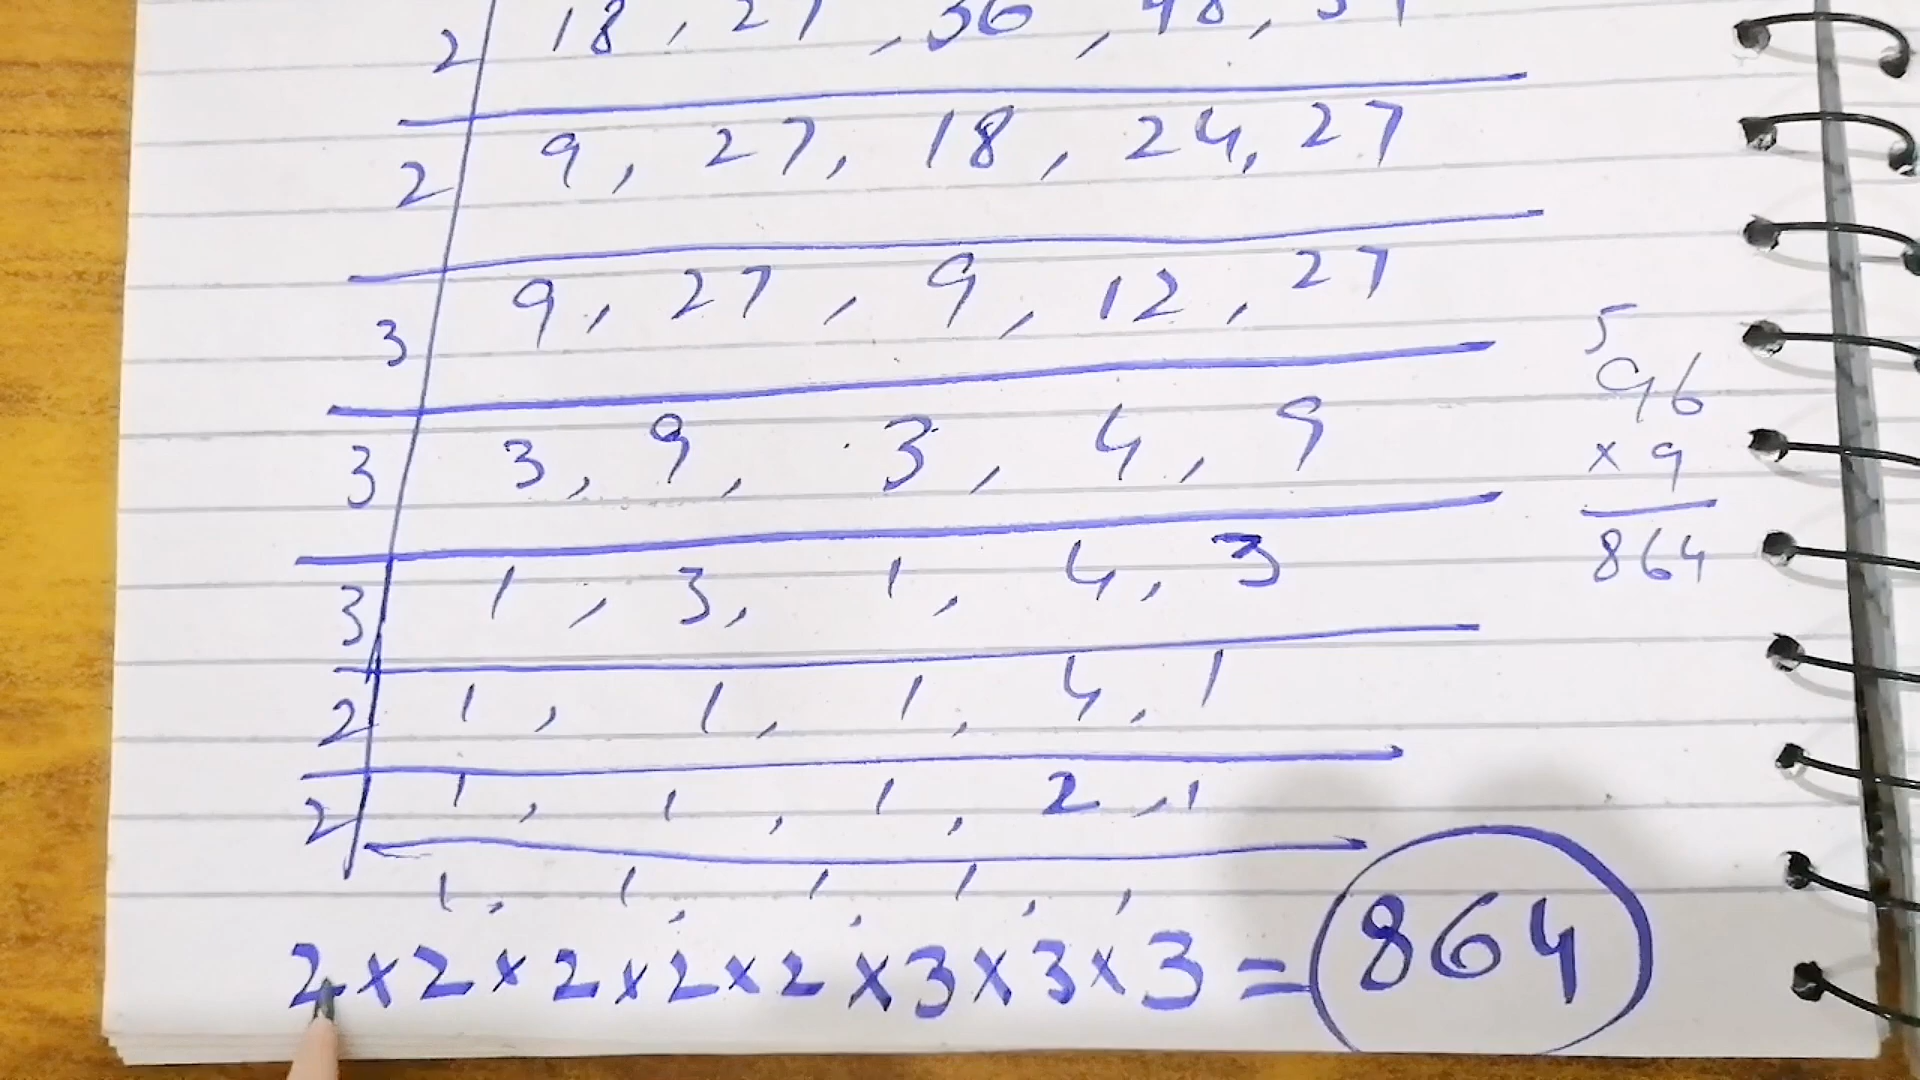 2 18, 27, 36, 48, 54
2 9, 27, 18, 24, 27
3 9, 27, 9, 12, 27
3 3, 9, 3, 4, 9
3 1, 3, 1, 4, 3
2 1, 1, 1, 4, 1
2 1, 1, 1, 2, 1
1, 1, 1, 1, 1
2×2×2×2×2×3×3×3 = 864
5
96
× 9
864